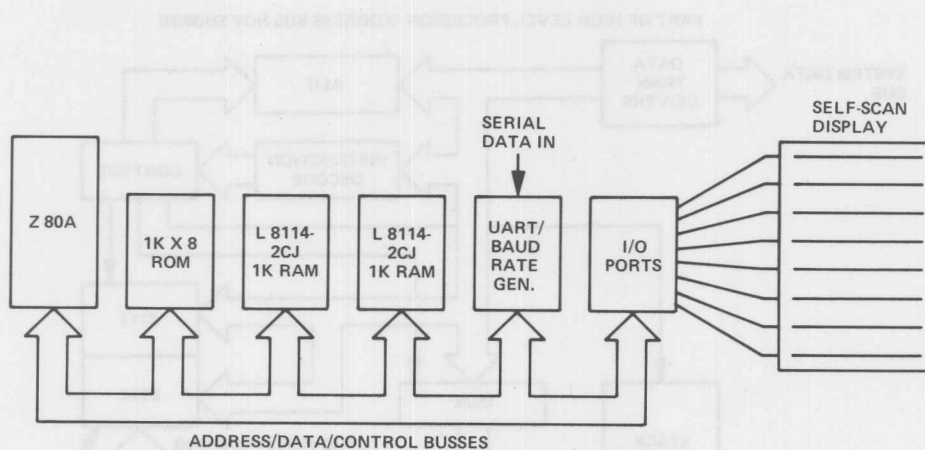 SELF-SCAN
DISPLAY
SERIAL
DATA IN
Z 80A
1K X 8
ROM
L 8114-
2CJ
1K RAM
L 8114-
2CJ
1K RAM
UART/
BAUD
RATE
GEN.
I/O
PORTS
ADDRESS/DATA/CONTROL BUSSES